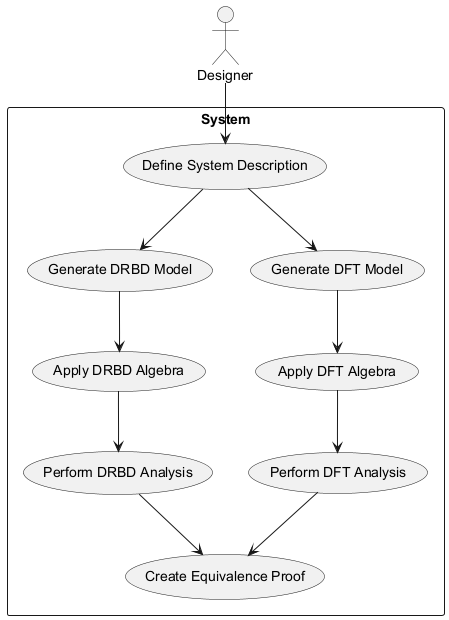 Designer
System
Define System Description
Generate DRBD Model
Generate DFT Model
Apply DRBD Algebra
Apply DFT Algebra
Perform DRBD Analysis
Perform DFT Analysis
Create Equivalence Proof